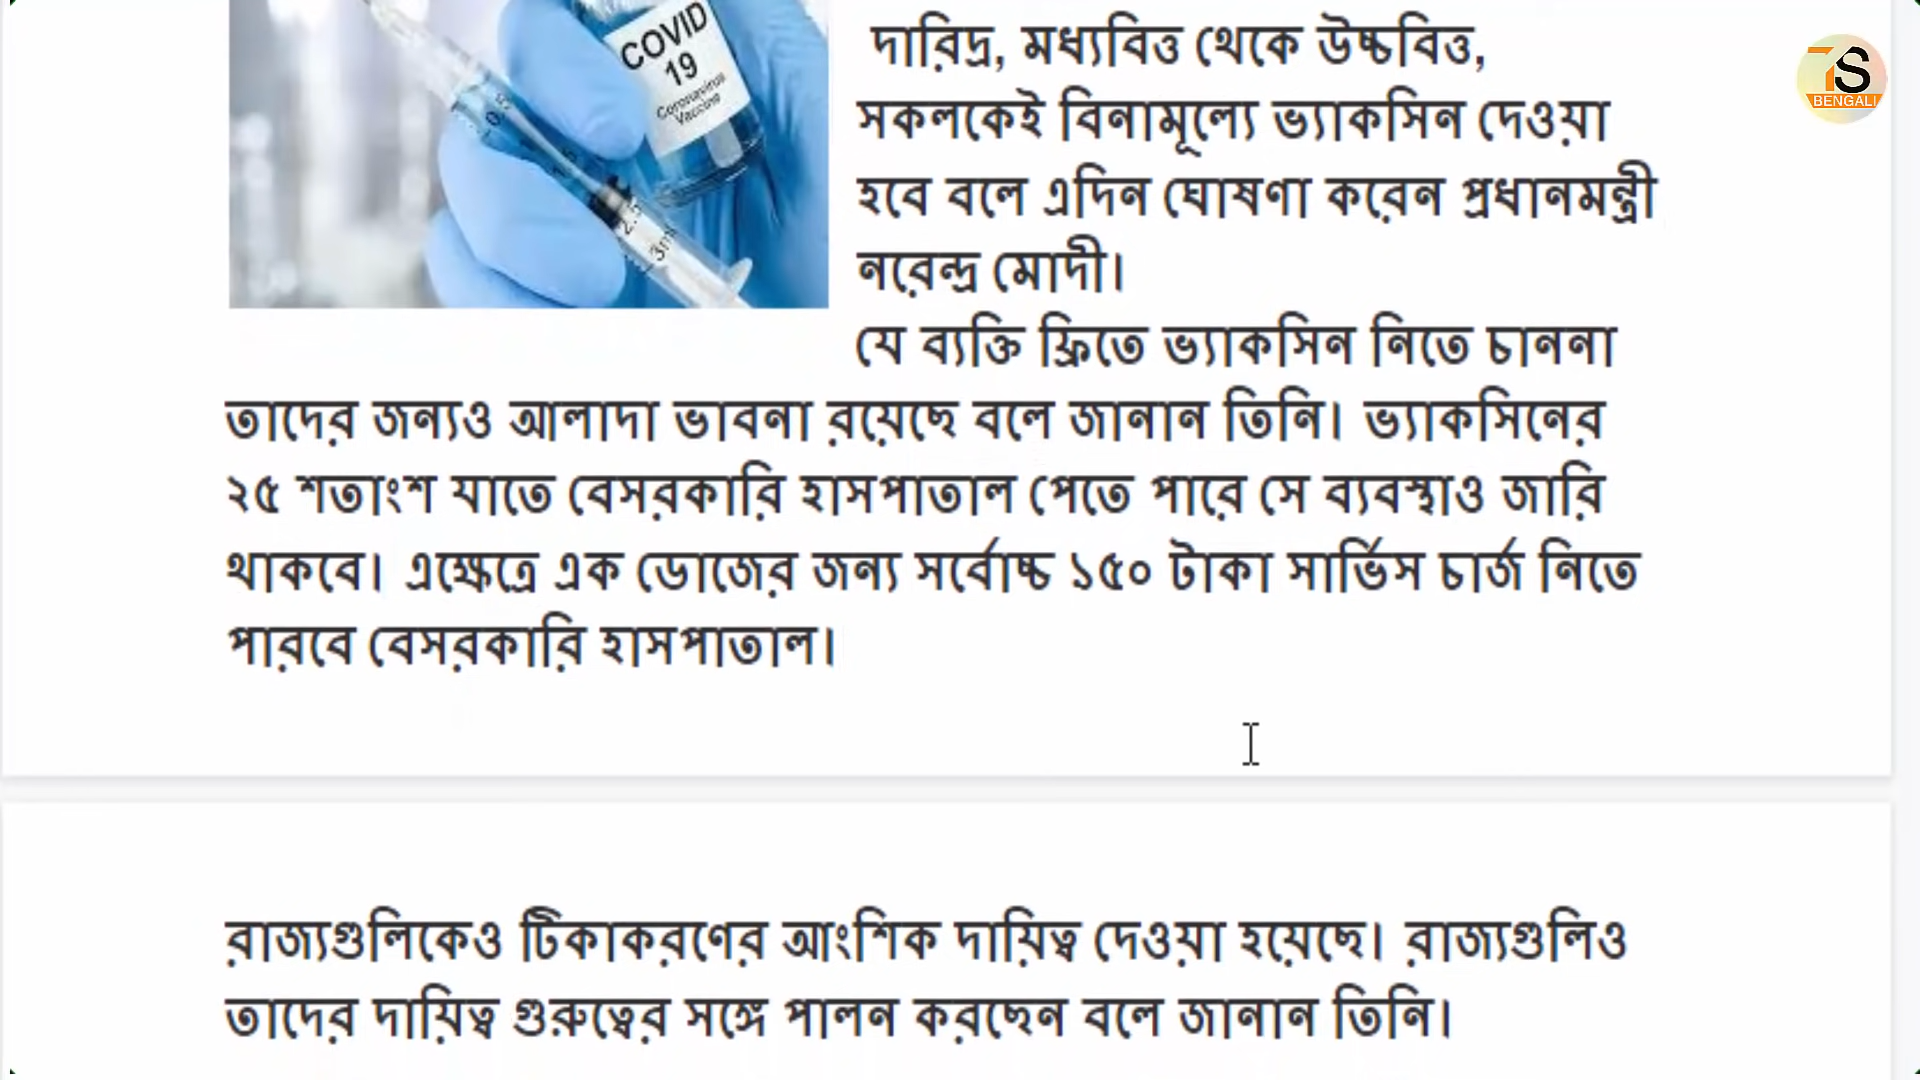 COVID
19
Coronavirus
Vaccine
দারিদ্র, মধ্যবিত্ত থেকে উচ্চবিত্ত,
সকলকেই বিনামূল্যে ভ্যাকসিন দেওয়া
হবে বলে এদিন ঘোষণা করেন প্রধানমন্ত্রী
নরেন্দ্র মোদী।
যে ব্যক্তি ফ্রিতে ভ্যাকসিন নিতে চাননা
তাদের জন্যও আলাদা ভাবনা রয়েছে বলে জানান তিনি। ভ্যাকসিনের
২৫ শতাংশ যাতে বেসরকারি হাসপাতাল পেতে পারে সে ব্যবস্থাও জারি
থাকবে। এক্ষেত্রে এক ডোজের জন্য সর্বোচ্চ ১৫০ টাকা সার্ভিস চার্জ নিতে
পারবে বেসরকারি হাসপাতাল।
রাজ্যগুলিকেও টিকাকরণের আংশিক দায়িত্ব দেওয়া হয়েছে। রাজ্যগুলিও
তাদের দায়িত্ব গুরুত্বের সঙ্গে পালন করছেন বলে জানান তিনি।
7S
BENGALI